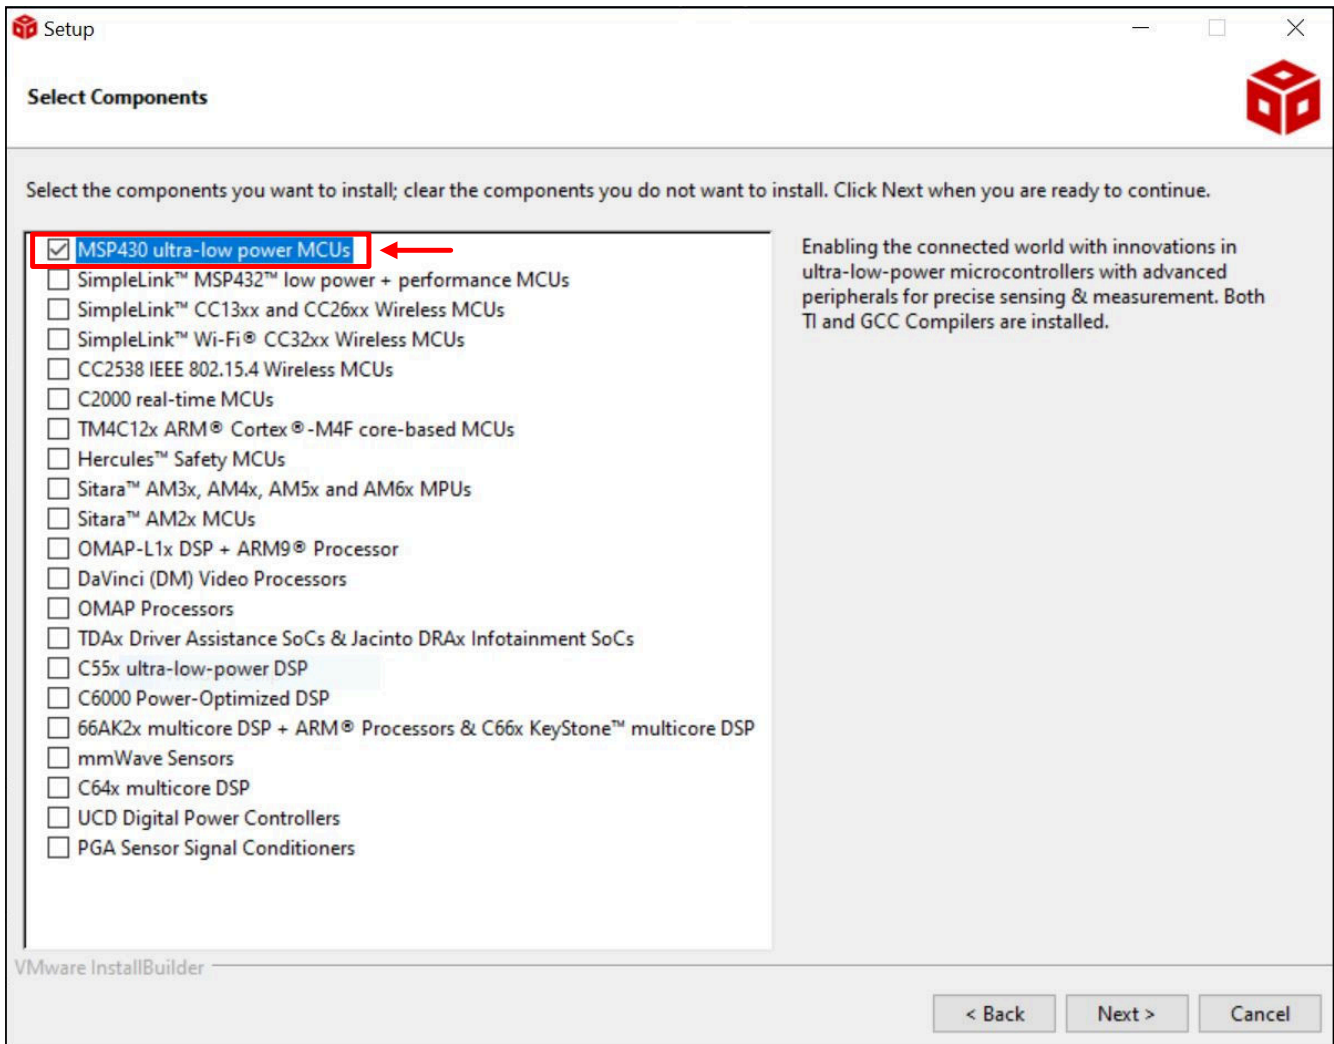 Setup
Select Components
Select the components you want to install; clear the components you do not want to install. Click Next when you are ready to continue.
MSP430 ultra-low power MCUs
SimpleLink™ MSP432™ low power + performance MCUs
SimpleLink™ CC13xx and CC26xx Wireless MCUs
SimpleLink™ Wi-Fi® CC32xx Wireless MCUs
CC2538 IEEE 802.15.4 Wireless MCUs
C2000 real-time MCUs
TM4C12x ARM® Cortex®-M4F core-based MCUs
Hercules™ Safety MCUs
Sitara™ AM3x, AM4x, AM5x and AM6x MPUs
Sitara™ AM2x MCUs
OMAP-L1x DSP + ARM9® Processor
DaVinci (DM) Video Processors
OMAP Processors
TDAx Driver Assistance SoCs & Jacinto DRAx Infotainment SoCs
C55x ultra-low-power DSP
C6000 Power-Optimized DSP
66AK2x multicore DSP + ARM® Processors & C66x KeyStone™ multicore DSP
mmWave Sensors
C64x multicore DSP
UCD Digital Power Controllers
PGA Sensor Signal Conditioners
Enabling the connected world with innovations in
ultra-low-power microcontrollers with advanced
peripherals for precise sensing & measurement. Both
TI and GCC Compilers are installed.
VMware InstallBuilder
< Back
Next >
Cancel